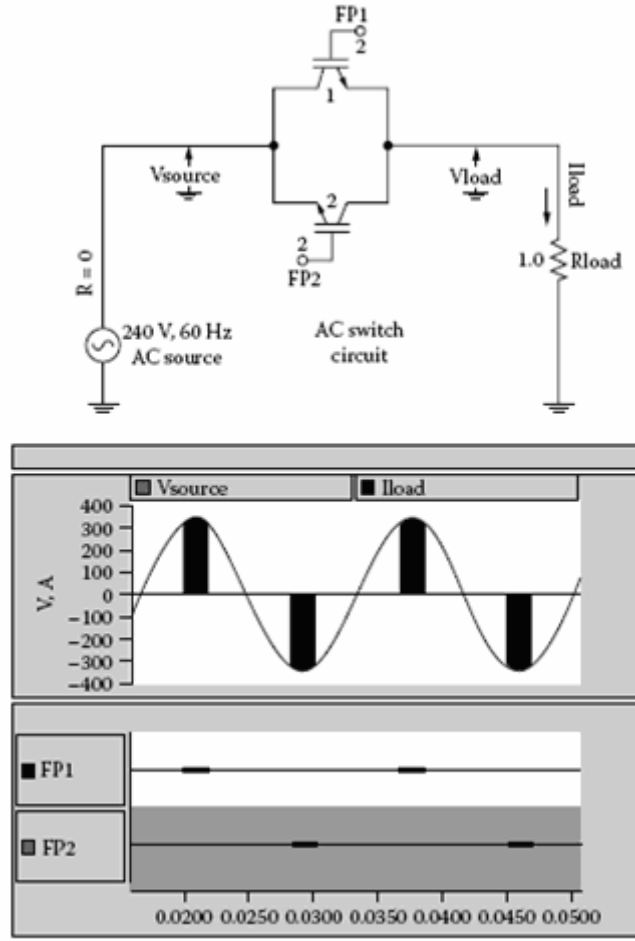 FP1
2
1
Vsource
Vload
Iload
2
2
FP2
1.0
Rload
R = 0
240 V, 60 Hz
AC source
AC switch
circuit
Vsource
Iload
400
300
200
100
0
−100
−200
−300
−400
V, A
FP1
FP2
0.0200 0.0250 0.0300 0.0350 0.0400 0.0450 0.0500